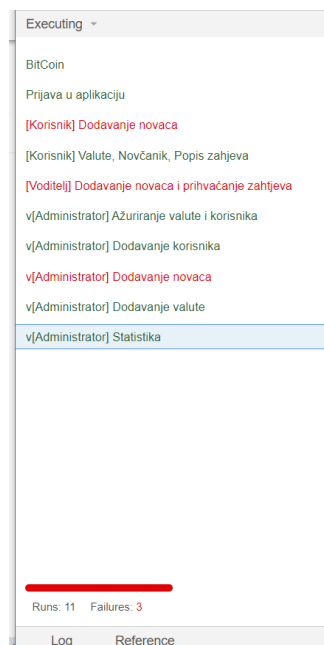 Executing
BitCoin
Prijava u aplikaciju
[Korisnik] Dodavanje novaca
[Korisnik] Valute, Novčanik, Popis zahjeva
[Voditelj] Dodavanje novaca i prihvaćanje zahtjeva
v[Administrator] Ažuriranje valute i korisnika
v[Administrator] Dodavanje korisnika
v[Administrator] Dodavanje novaca
v[Administrator] Dodavanje valute
v[Administrator] Statistika
Runs: 11 Failures: 3
Log Reference